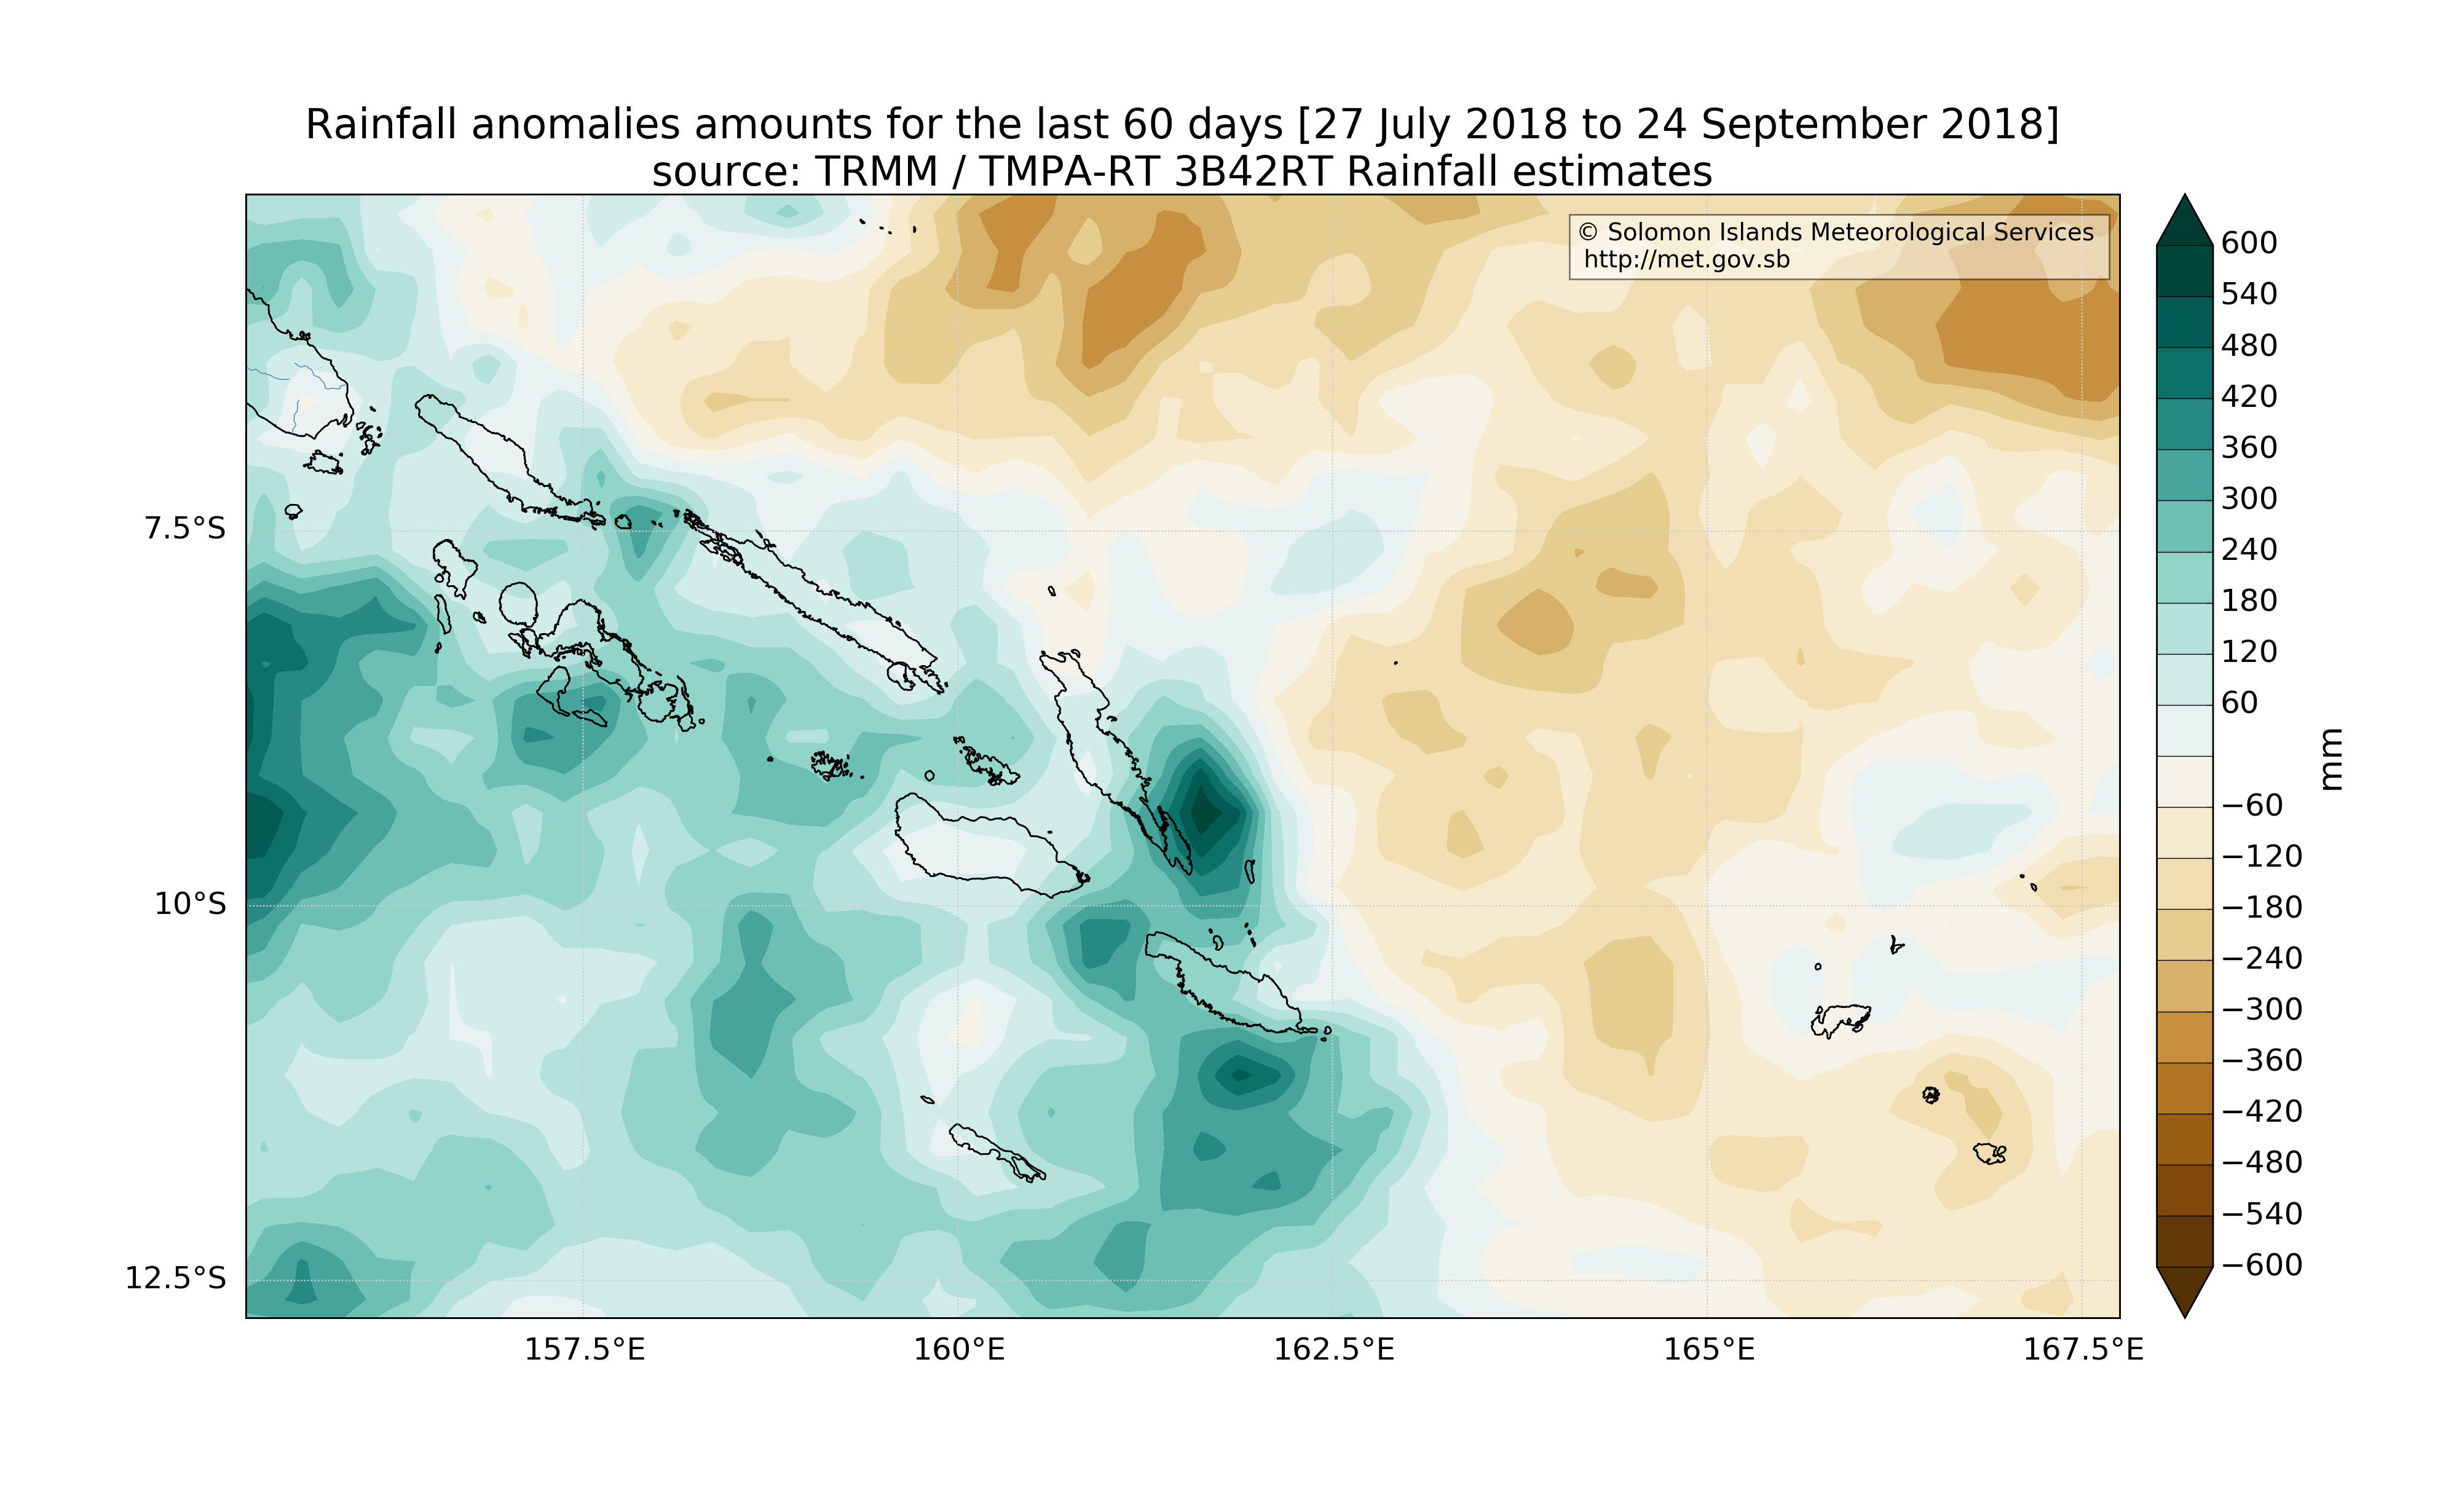 Rainfall anomalies amounts for the last 60 days [27 July 2018 to 24 September 2018]
source: TRMM / TMPA-RT 3B42RT Rainfall estimates
© Solomon Islands Meteorological Services
http://met.gov.sb
7.5°S
10°S
12.5°S
157.5°E
160°E
162.5°E
165°E
167.5°E
600
540
480
420
360
300
240
180
120
60
−60
−120
−180
−240
−300
−360
−420
−480
−540
−600
mm